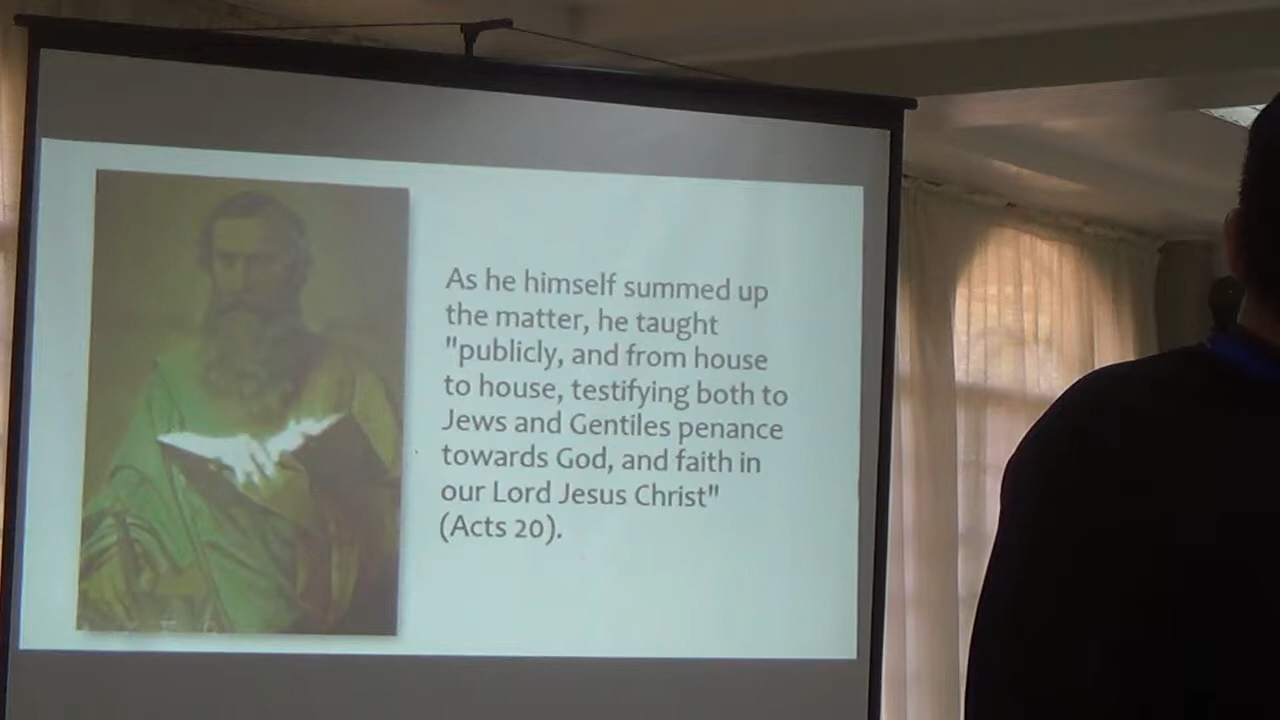 As he himself summed up
the matter, he taught
"publicly, and from house
to house, testifying both to
Jews and Gentiles penance
towards God, and faith in
our Lord Jesus Christ"
(Acts 20).